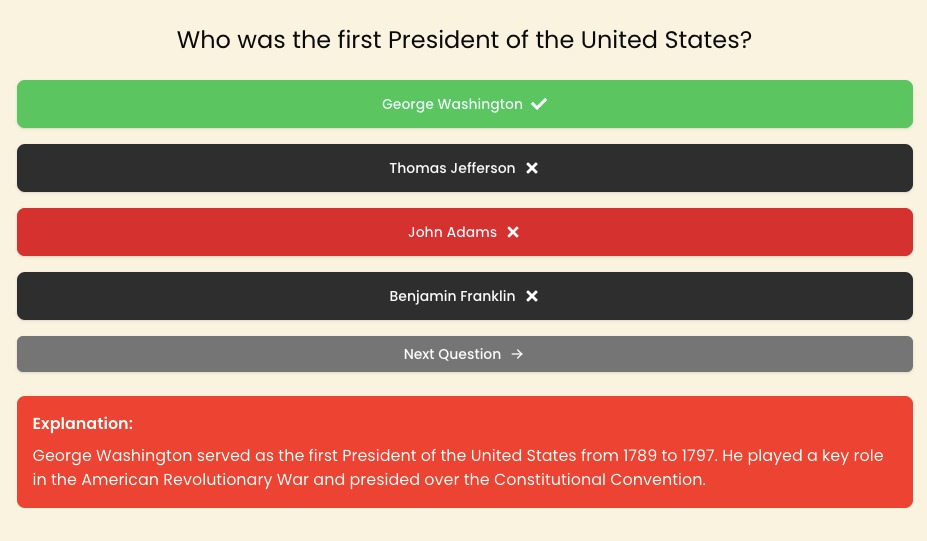 Who was the first President of the United States?
George Washington
Thomas Jefferson
John Adams
Benjamin Franklin
Next Question
Explanation:
George Washington served as the first President of the United States from 1789 to 1797. He played a key role
in the American Revolutionary War and presided over the Constitutional Convention.